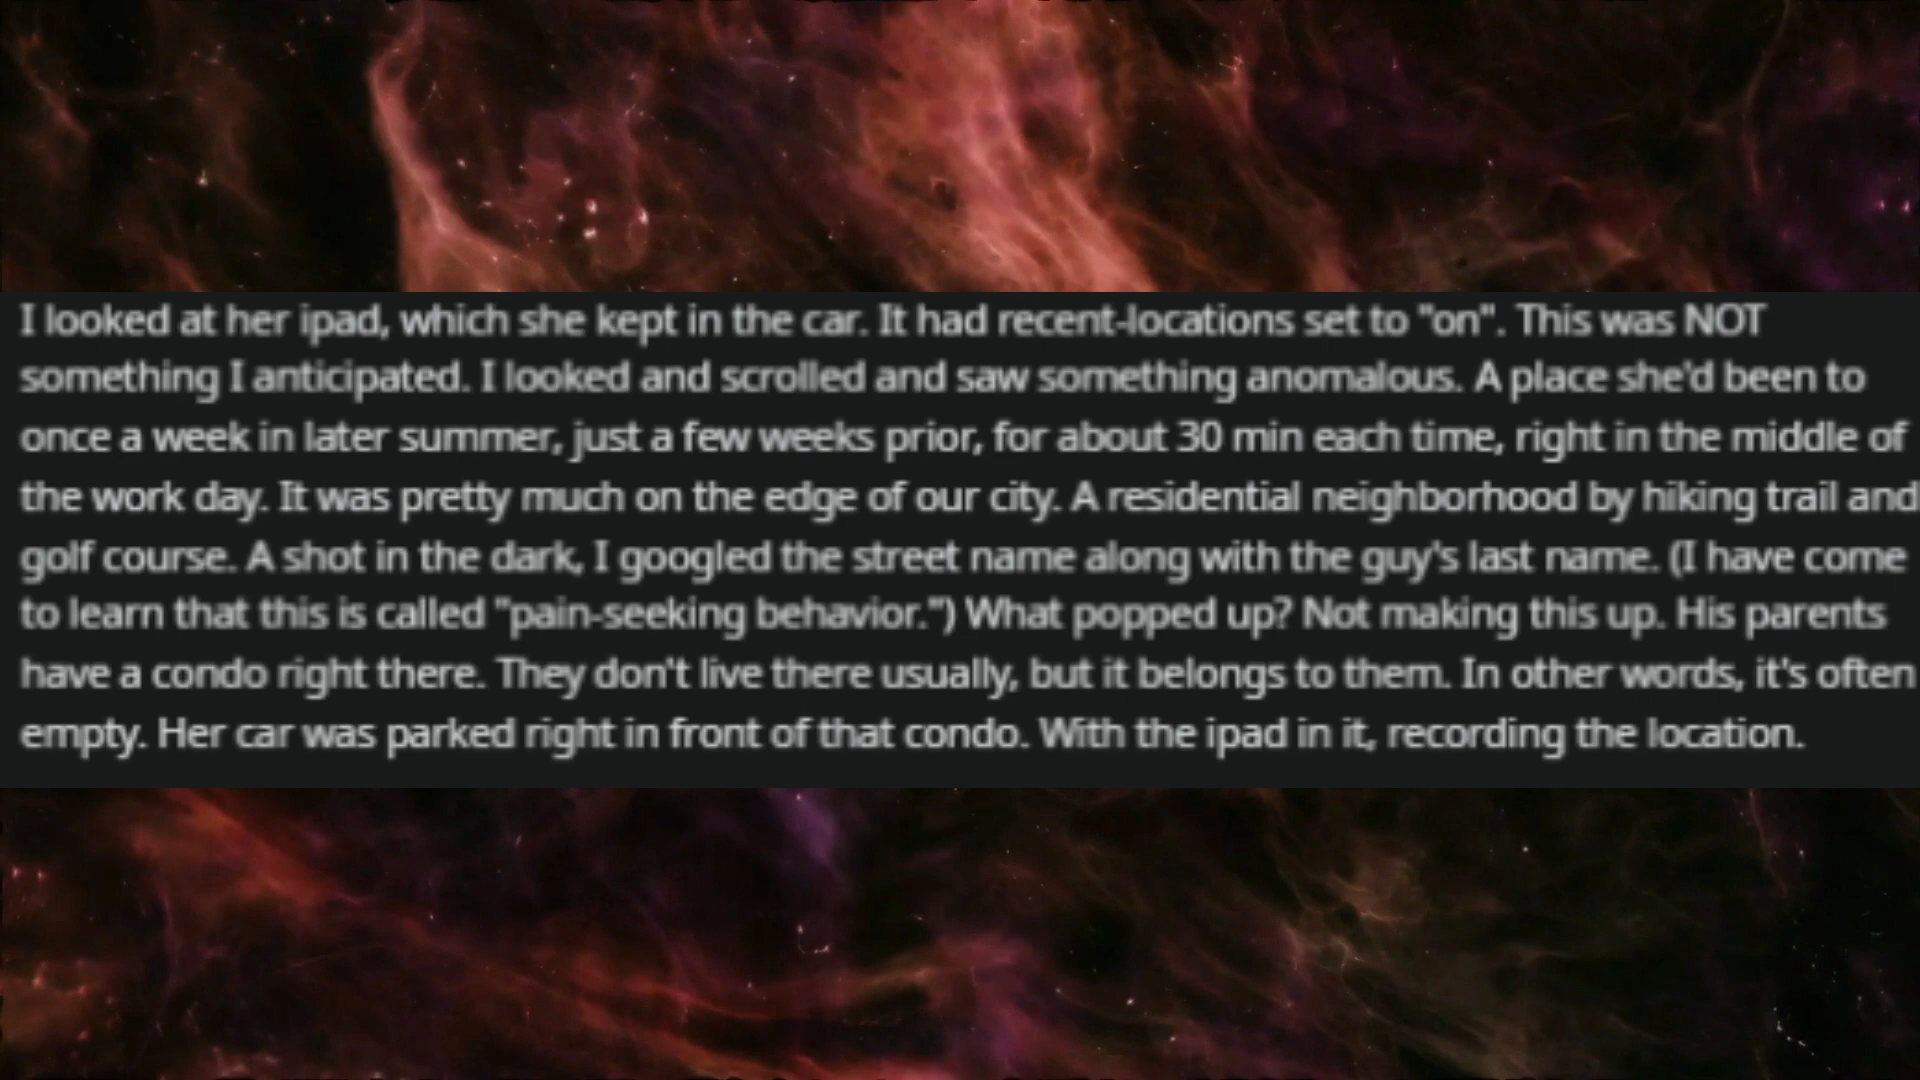 I looked at her ipad, which she kept in the car. It had recent-locations set to "on". This was NOT
something I anticipated. I looked and scrolled and saw something anomalous. A place she'd been to
once a week in later summer, just a few weeks prior, for about 30 min each time, right in the middle of
the work day. It was pretty much on the edge of our city. A residential neighborhood by hiking trail and
golf course. A shot in the dark, I googled the street name along with the guy's last name. (I have come
to learn that this is called "pain-seeking behavior.") What popped up? Not making this up. His parents
have a condo right there. They don't live there usually, but it belongs to them. In other words, it's often
empty. Her car was parked right in front of that condo. With the ipad in it, recording the location.